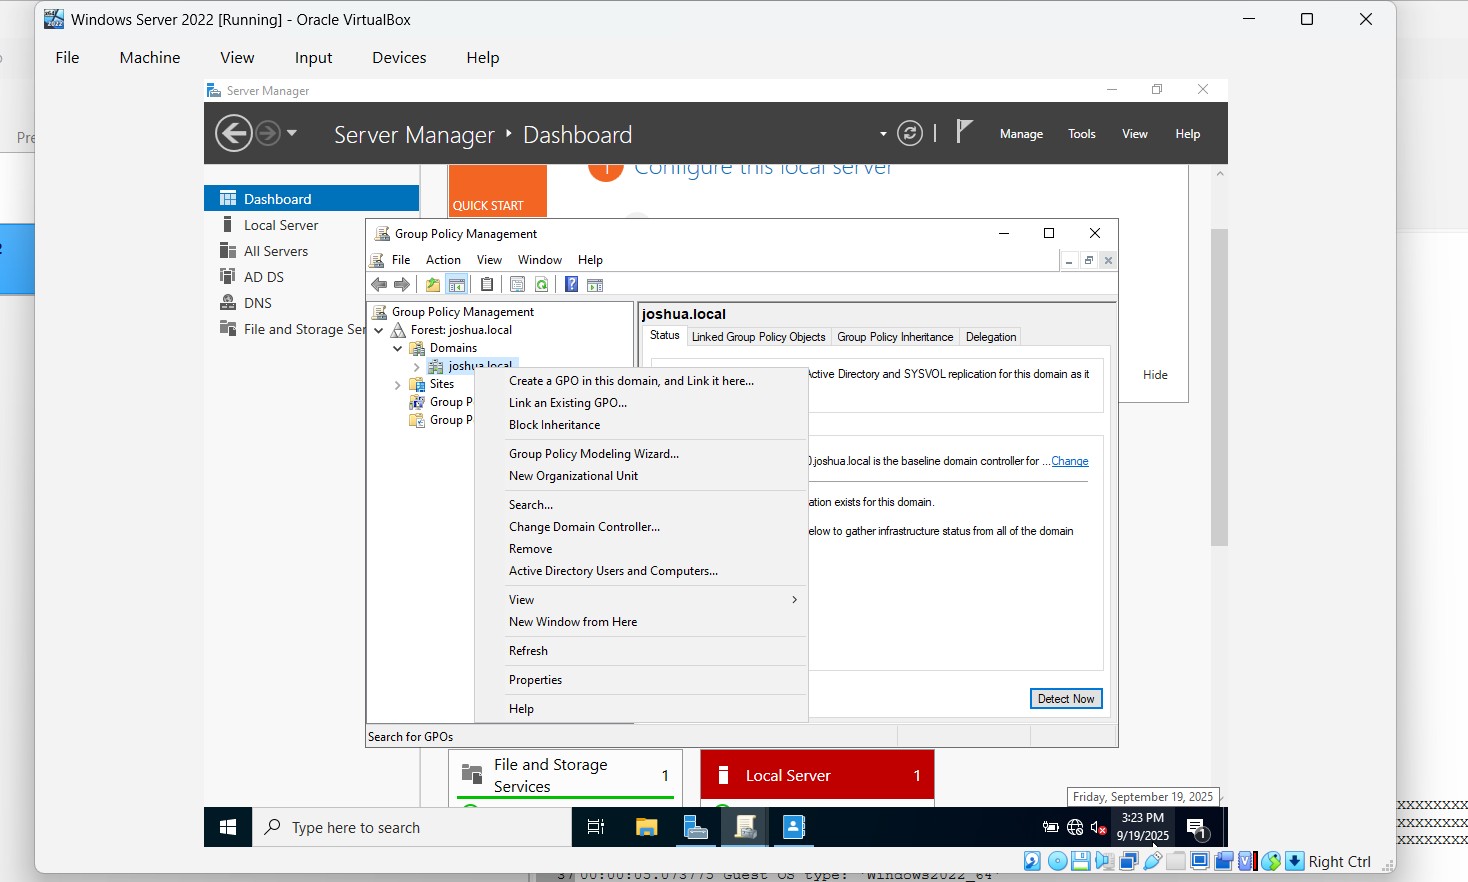 Windows Server 2022 [Running] - Oracle VirtualBox
File Machine View Input Devices Help
Server Manager
Server Manager ‣ Dashboard
Manage Tools View Help
Configure this local server
QUICK START
Dashboard
Local Server
All Servers
AD DS
DNS
File and Storage Ser
Hide
Group Policy Management
File Action View Window Help
Group Policy Management
Forest: joshua.local
Domains
joshua.local
Sites
Group P
Group P
joshua.local
Status Linked Group Policy Objects Group Policy Inheritance Delegation
Active Directory and SYSVOL replication for this domain as it
.joshua.local is the baseline domain controller for ... Change
ation exists for this domain.
elow to gather infrastructure status from all of the domain
Detect Now
Create a GPO in this domain, and Link it here...
Link an Existing GPO...
Block Inheritance
Group Policy Modeling Wizard...
New Organizational Unit
Search...
Change Domain Controller...
Remove
Active Directory Users and Computers...
View
New Window from Here
Refresh
Properties
Help
Search for GPOs
File and Storage
Services
1
Local Server 1
Friday, September 19, 2025
Type here to search
3:23 PM
9/19/2025
1
Right Ctrl
Pre
xxxxxxxx
xxxxxxxx
xxxxxxxx
37 00:00:05.073775 Guest OS type: 'Windows2022_64'